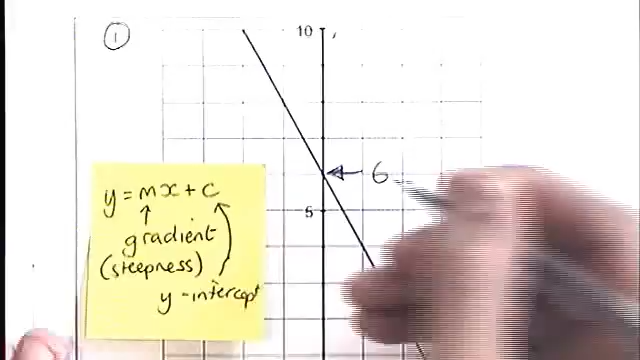 ①
10
6
5
y = mx + c
gradient
(steepness)
y-intercept